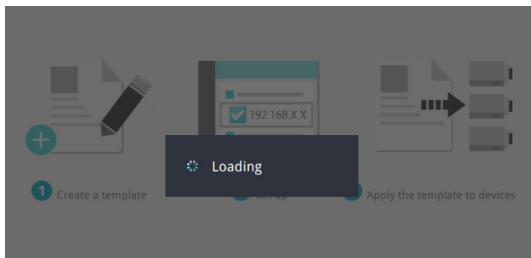 192.168.X.X
Loading
1 Create a template
Set up
Apply the template to devices